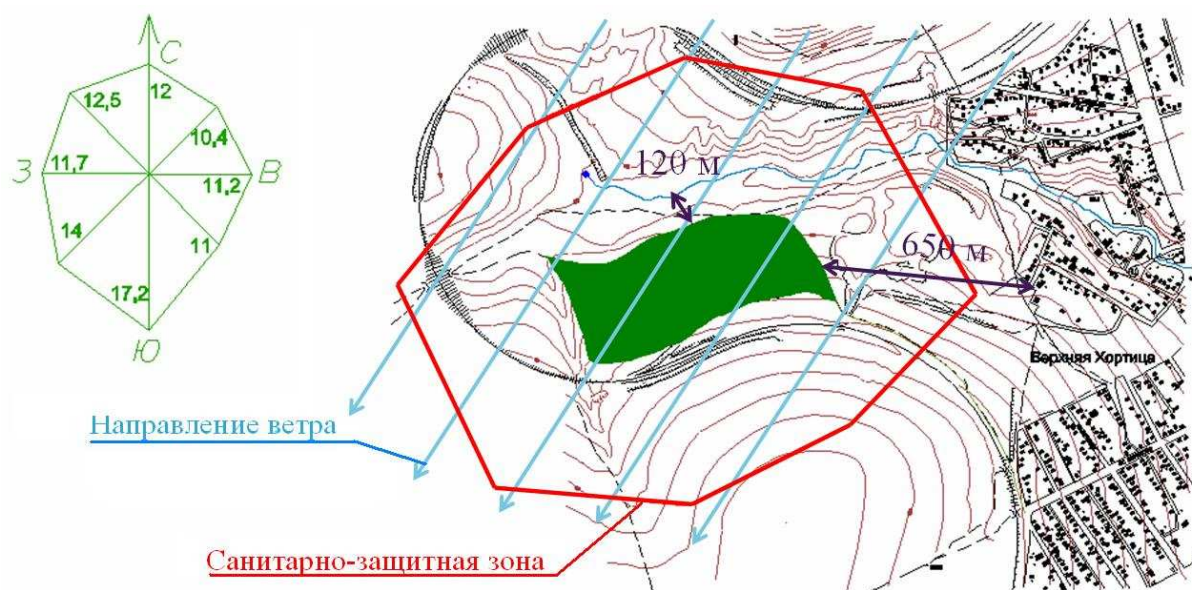 С
12,5
12
10,4
З
11,7
11,2
В
14
11
17,2
Ю
120 м
650 м
Верхняя Хортица
Направление ветра
Санитарно-защитная зона